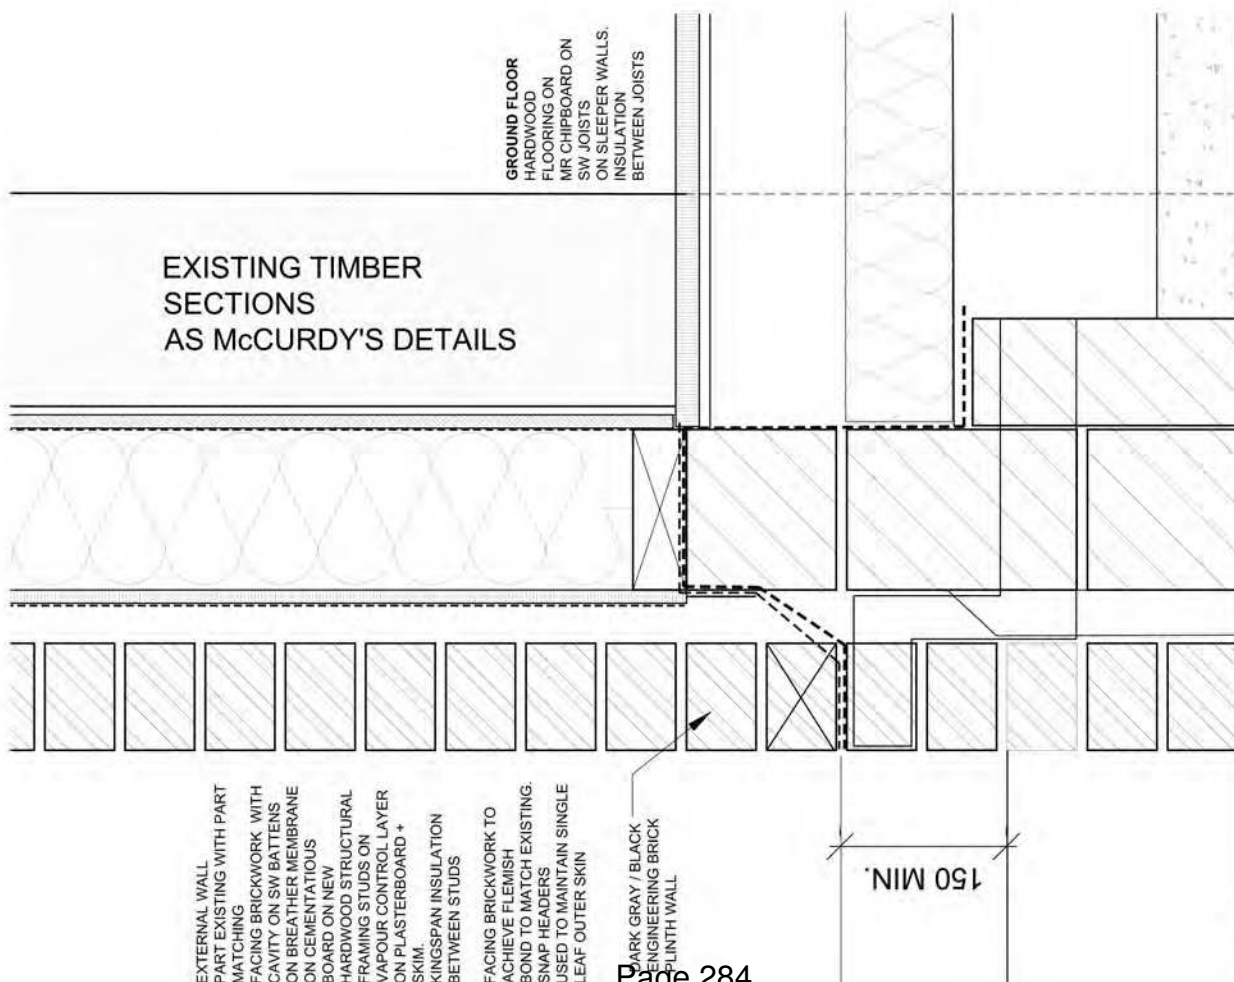 GROUND FLOOR
HARDWOOD
FLOORING ON
MR CHIPBOARD ON
SW JOISTS
ON SLEEPER WALLS.
INSULATION
BETWEEN JOISTS
EXISTING TIMBER
SECTIONS
AS McCURDY'S DETAILS
EXTERNAL WALL
PART EXISTING WITH PART
MATCHING
FACING BRICKWORK WITH
CAVITY ON SW BATTENS
ON BREATHER MEMBRANE
ON CEMENTATIOUS
BOARD ON NEW
HARDWOOD STRUCTURAL
FRAMING STUDS ON
VAPOUR CONTROL LAYER
ON PLASTERBOARD +
SKIM.
KINGSPAN INSULATION
BETWEEN STUDS
FACING BRICKWORK TO
ACHIEVE FLEMISH
BOND TO MATCH EXISTING.
SNAP HEADERS
USED TO MAINTAIN SINGLE
LEAF OUTER SKIN
DARK GRAY / BLACK
ENGINEERING BRICK
PLINTH WALL
150 MIN.
Page 284